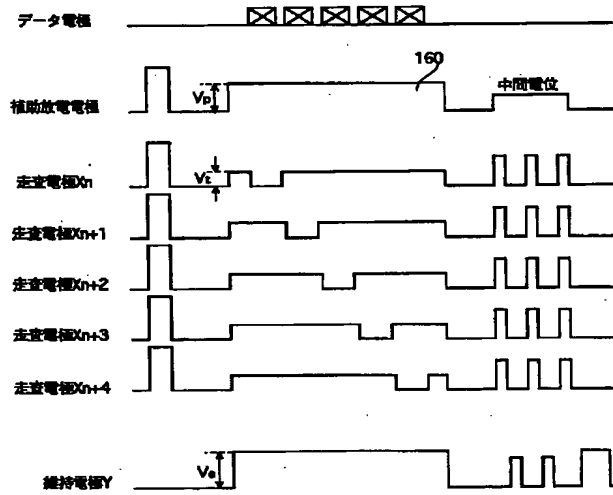 データ電極
160
Vp
中間電位
補助放電電極
Vt
走査電極Xn
走査電極Xn+1
走査電極Xn+2
走査電極Xn+3
走査電極Xn+4
Ve
維持電極Y